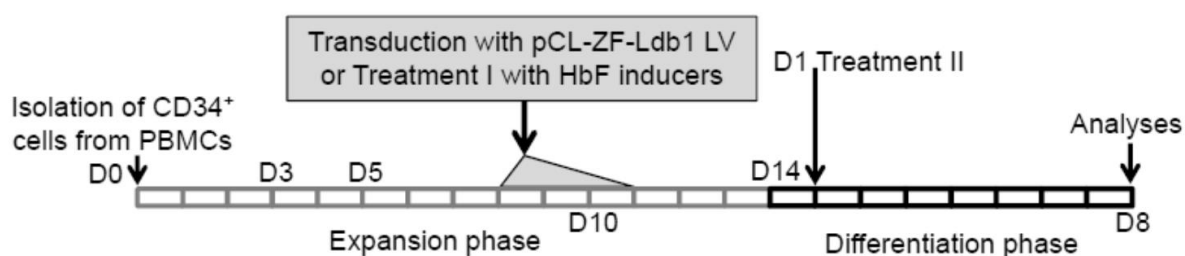 Transduction with pCL-ZF-Ldb1 LV
or Treatment I with HbF inducers
D1 Treatment II
Isolation of CD34⁺
cells from PBMCs
Analyses
D0
D3
D5
D14
D10
D8
Expansion phase
Differentiation phase